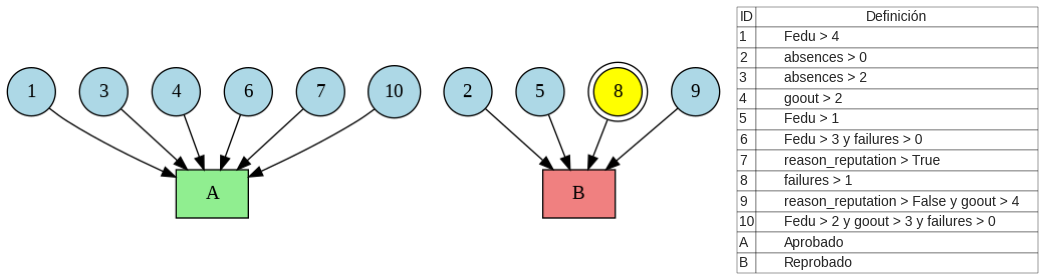 1 3 4 6 7 10 2 5 8 9
A B
ID Definición
1 Fedu > 4
2 absences > 0
3 absences > 2
4 goout > 2
5 Fedu > 1
6 Fedu > 3 y failures > 0
7 reason_reputation > True
8 failures > 1
9 reason_reputation > False y goout > 4
10 Fedu > 2 y goout > 3 y failures > 0
A Aprobado
B Reprobado